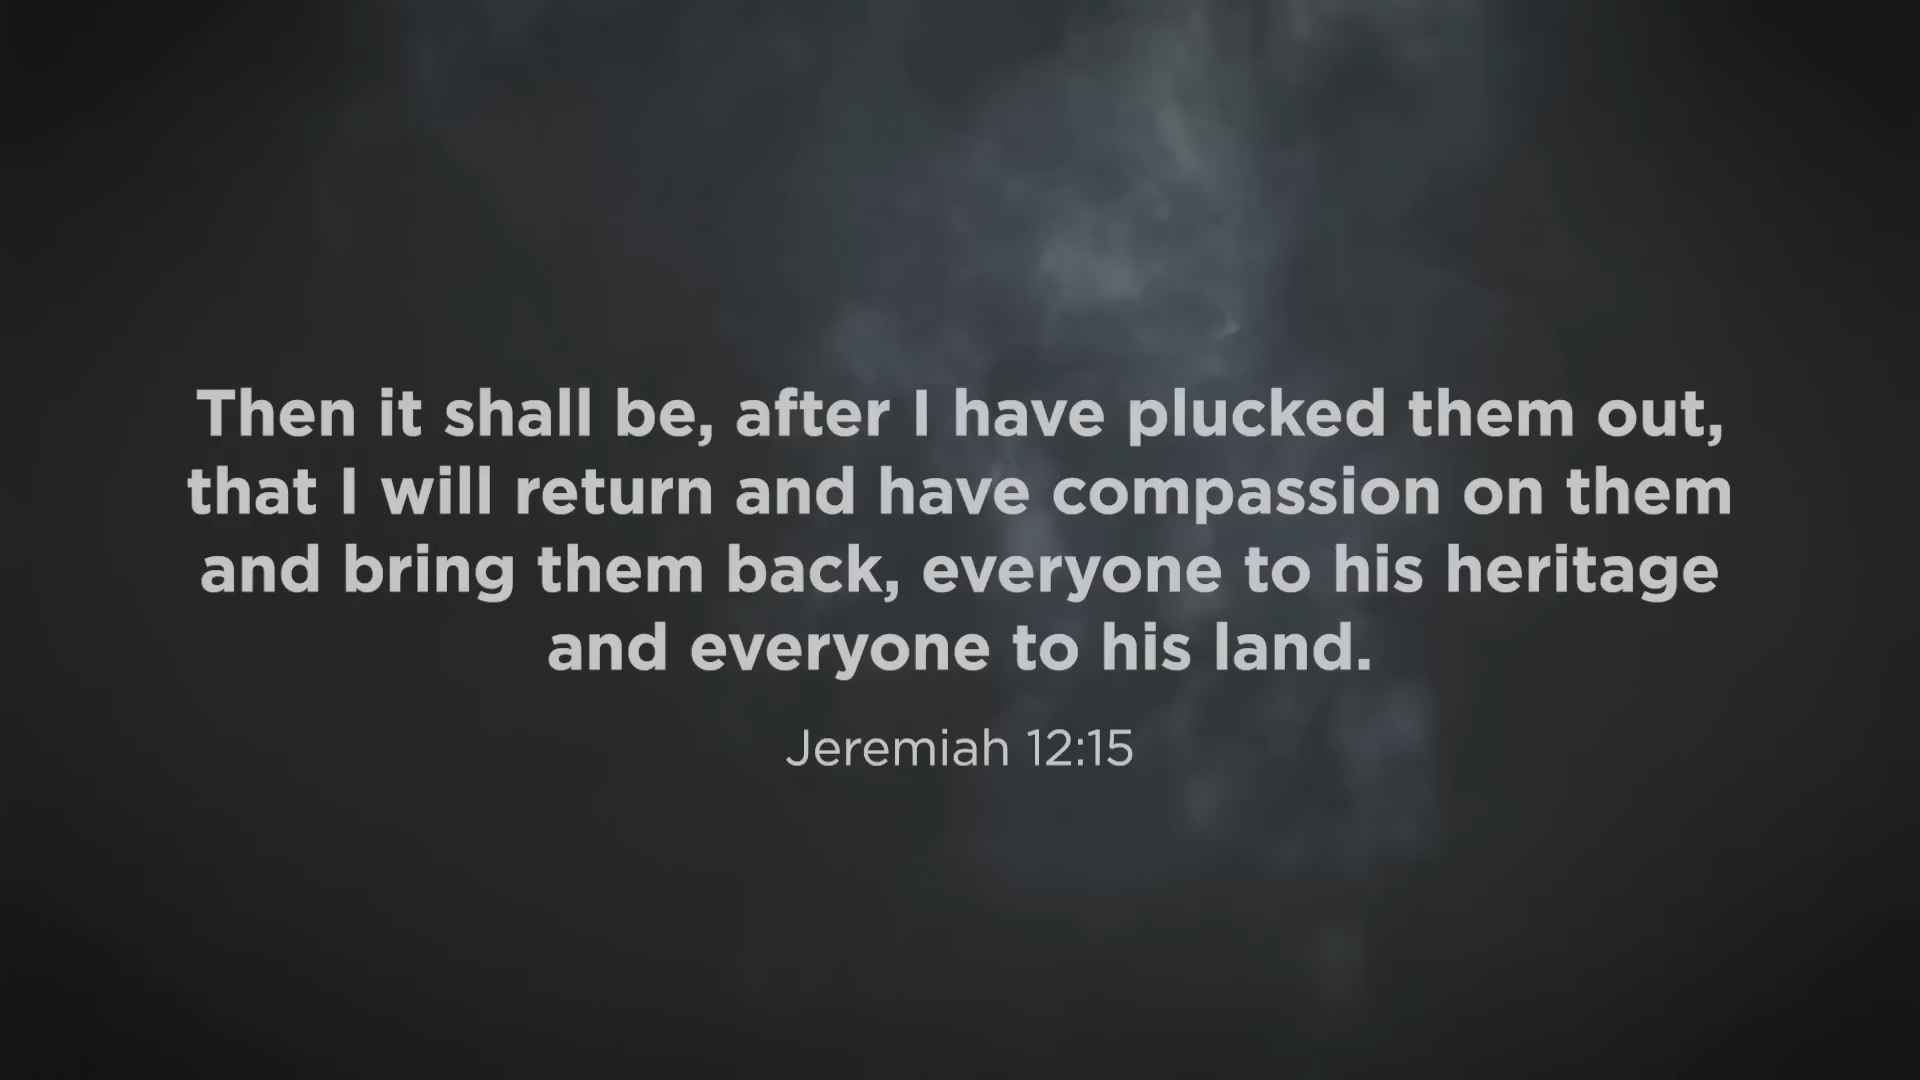 Then it shall be, after I have plucked them out,
that I will return and have compassion on them
and bring them back, everyone to his heritage
and everyone to his land.
Jeremiah 12:15